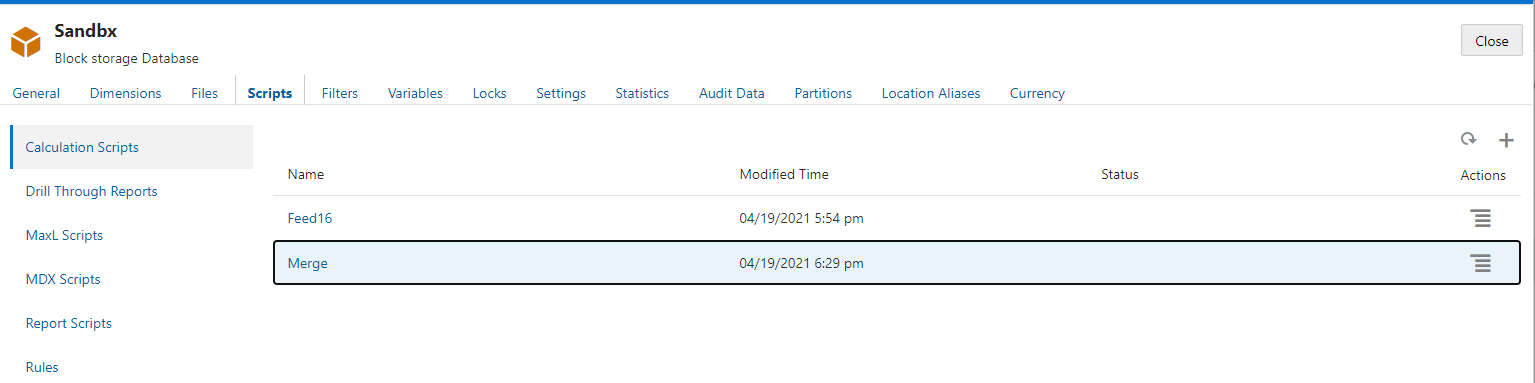 Sandbx
Block storage Database
Close
General Dimensions Files Scripts Filters Variables Locks Settings Statistics Audit Data Partitions Location Aliases Currency
Calculation Scripts
Drill Through Reports
MaxL Scripts
MDX Scripts
Report Scripts
Rules
Name Modified Time Status Actions
Feed16 04/19/2021 5:54 pm
Merge 04/19/2021 6:29 pm